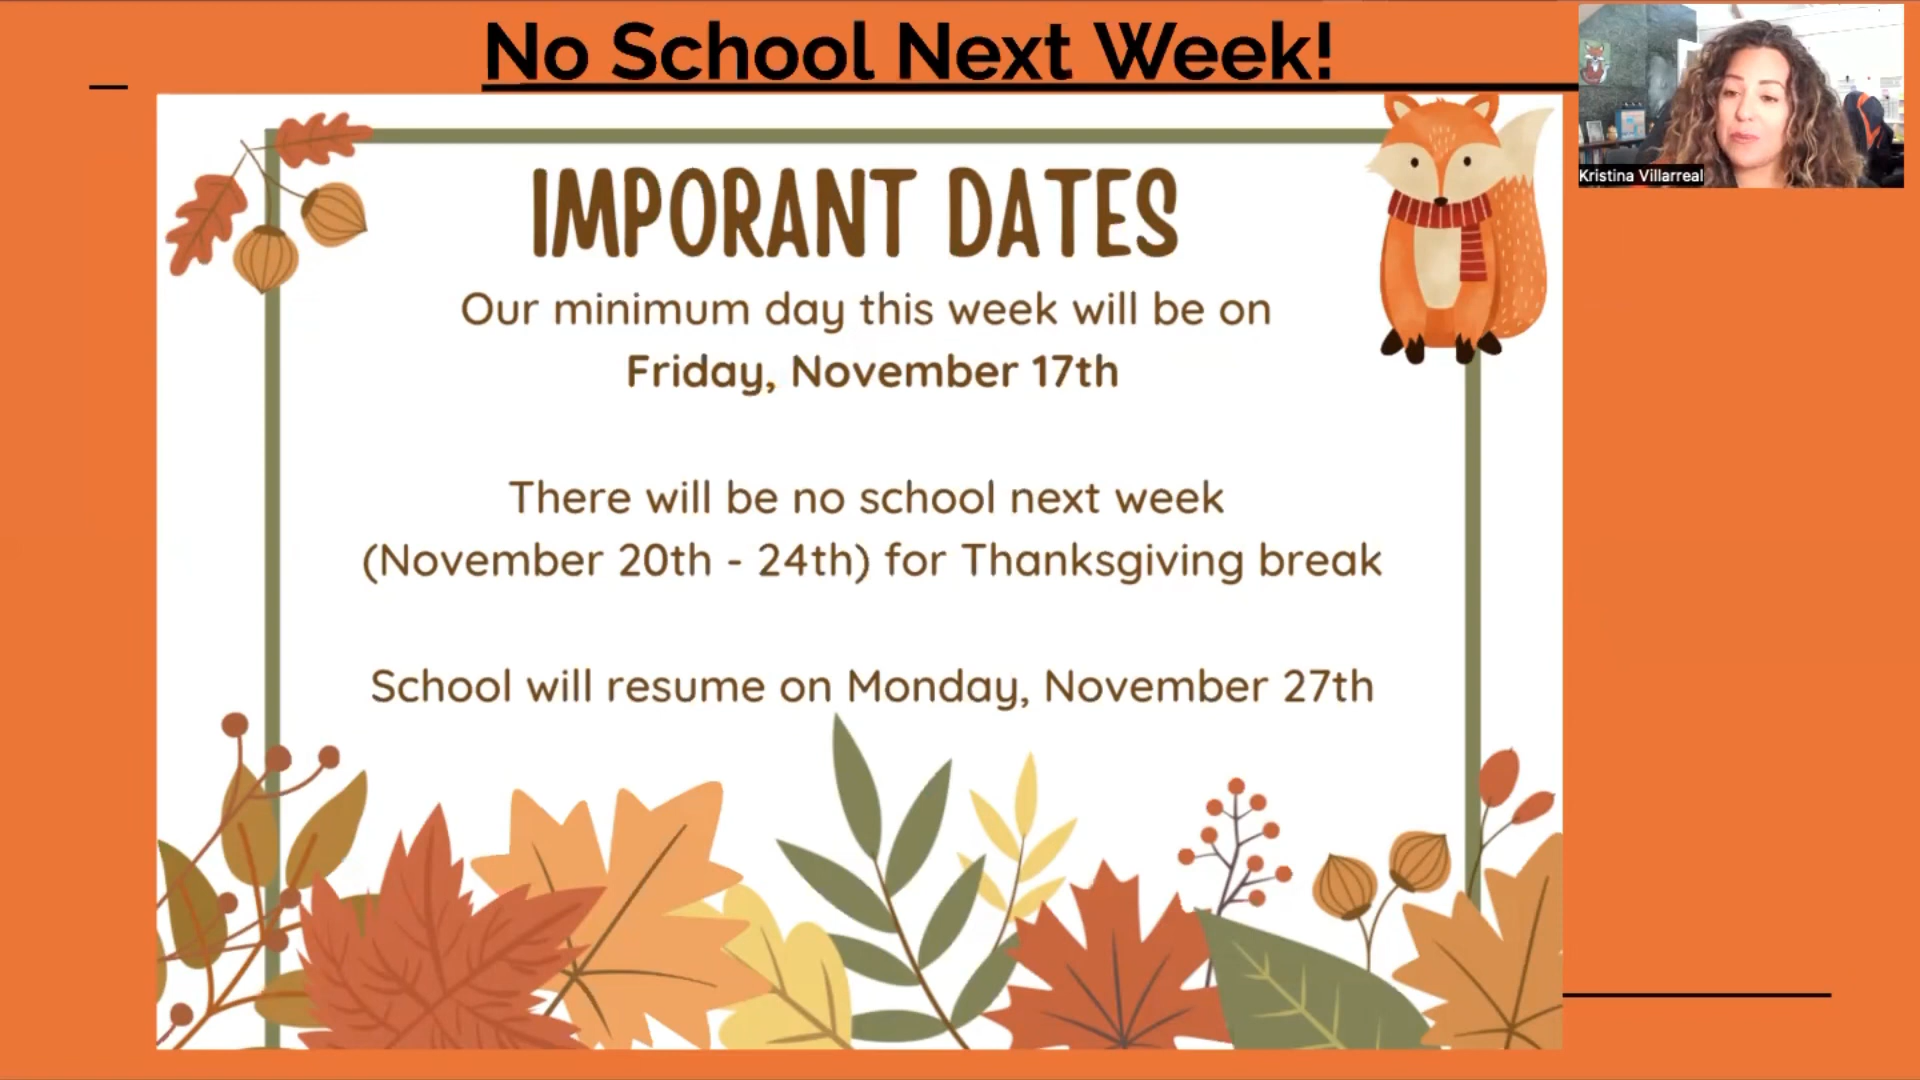 No School Next Week!
Kristina Villarreal
IMPORANT DATES
Our minimum day this week will be on
Friday, November 17th
There will be no school next week
(November 20th - 24th) for Thanksgiving break
School will resume on Monday, November 27th